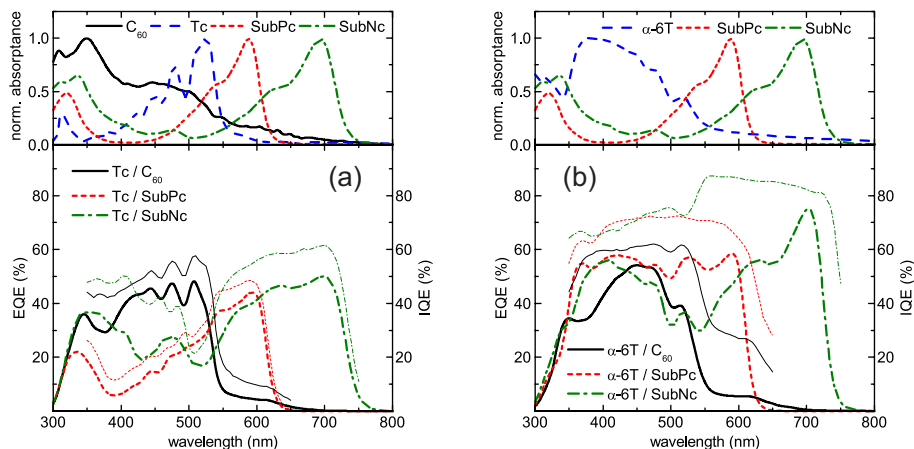 C60 Tc SubPc SubNc
norm. absorptance
1.0
0.5
0.0
(a)
Tc / C60
Tc / SubPc
Tc / SubNc
EQE (%)
80
60
40
20
IQE (%)
80
60
40
20
300 400 500 600 700 800
wavelength (nm)
α-6T SubPc SubNc
norm. absorptance
1.0
0.5
0.0
(b)
EQE (%)
80
60
40
20
IQE (%)
80
60
40
20
α-6T / C60
α-6T / SubPc
α-6T / SubNc
300 400 500 600 700 800
wavelength (nm)